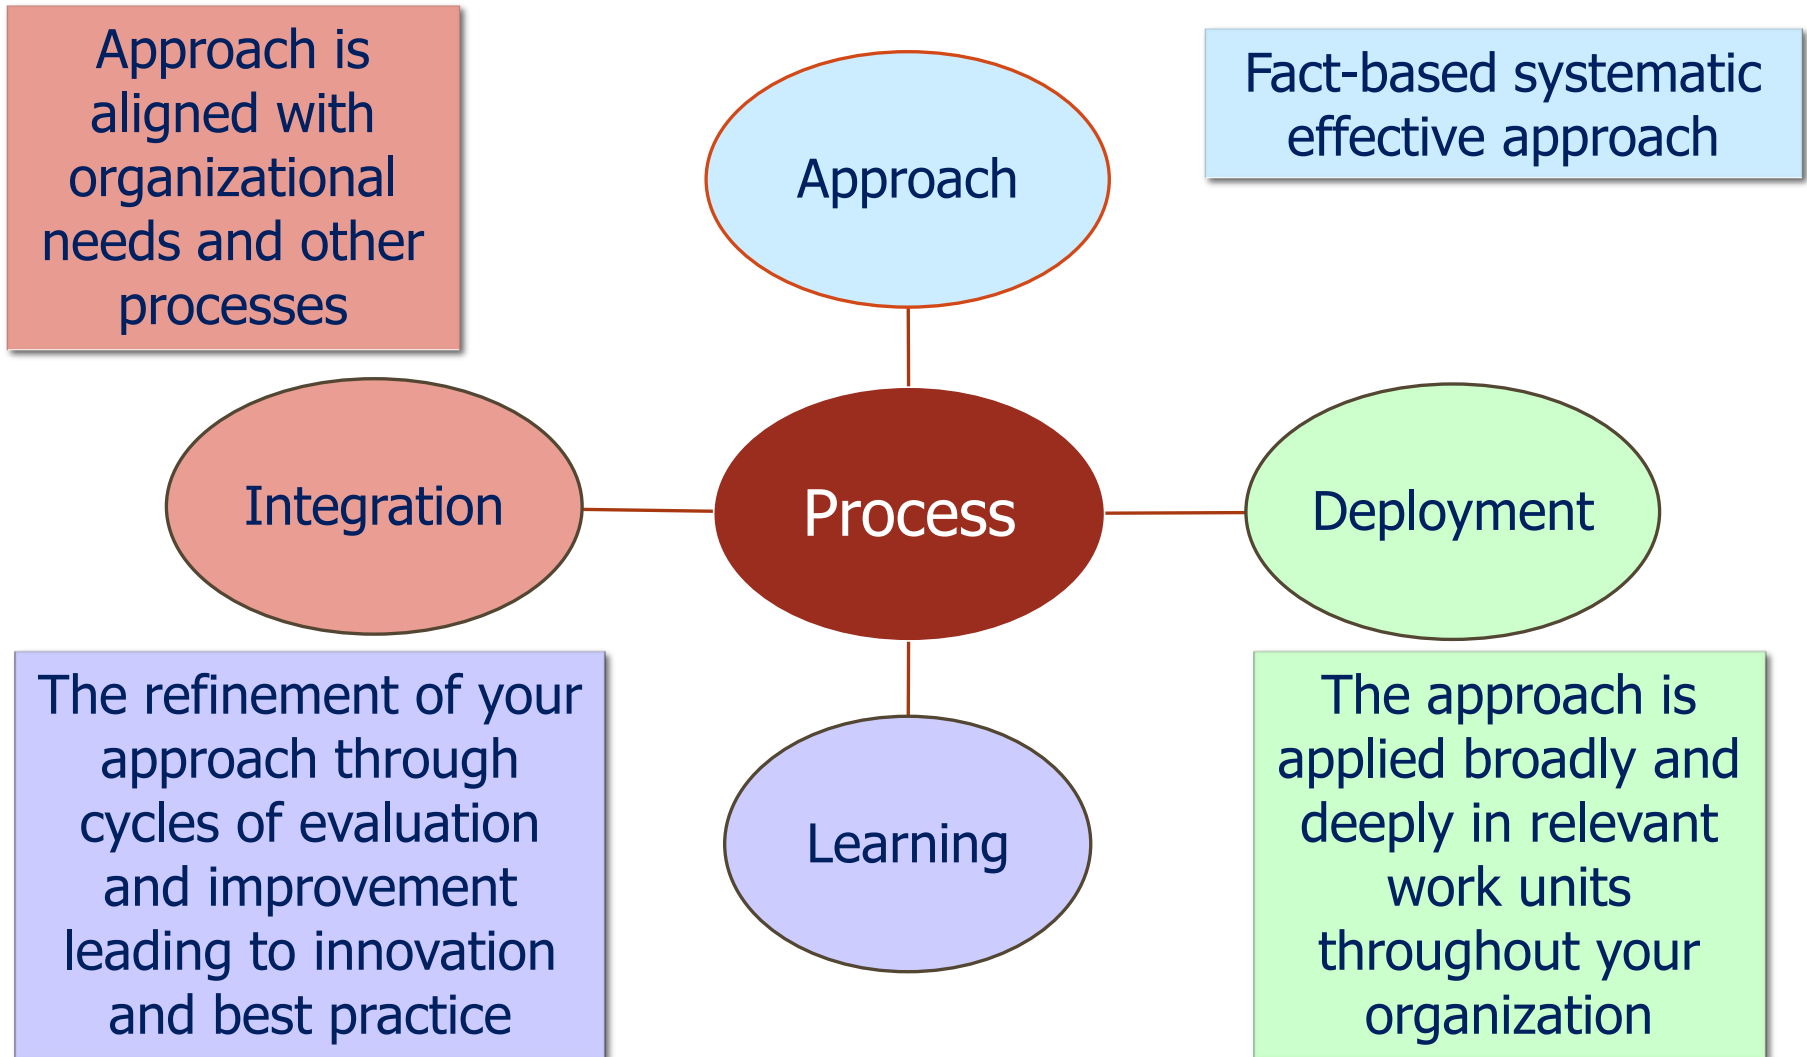 Approach is
aligned with
organizational
needs and other
processes
Approach
Fact-based systematic
effective approach
Integration
Process
Deployment
The refinement of your
approach through
cycles of evaluation
and improvement
leading to innovation
and best practice
Learning
The approach is
applied broadly and
deeply in relevant
work units
throughout your
organization